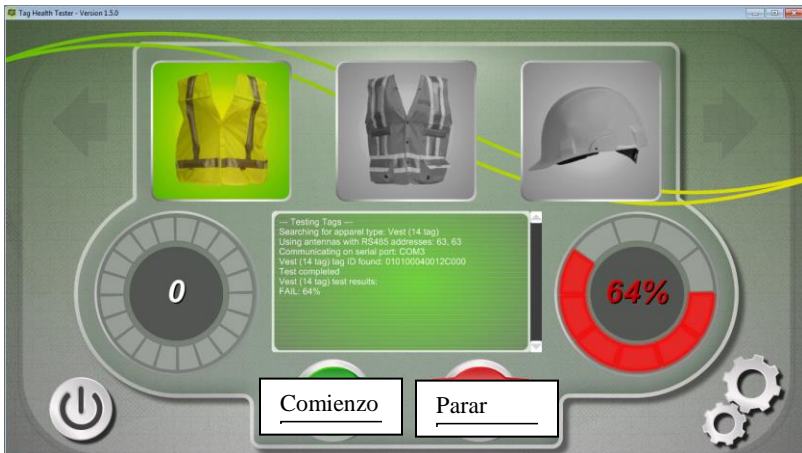 Tag Health Tester - Version 1.5.0
--- Testing Tags ---
Searching for apparel type: Vest (14 tag)
Using antennas with RS485 addresses: 63, 63
Communicating on serial port: COM3
Vest (14 tag) tag ID found: 010100040012C000
Test completed
Vest (14 tag) test results:
FAIL: 64%
0
64%
Comienzo
Parar